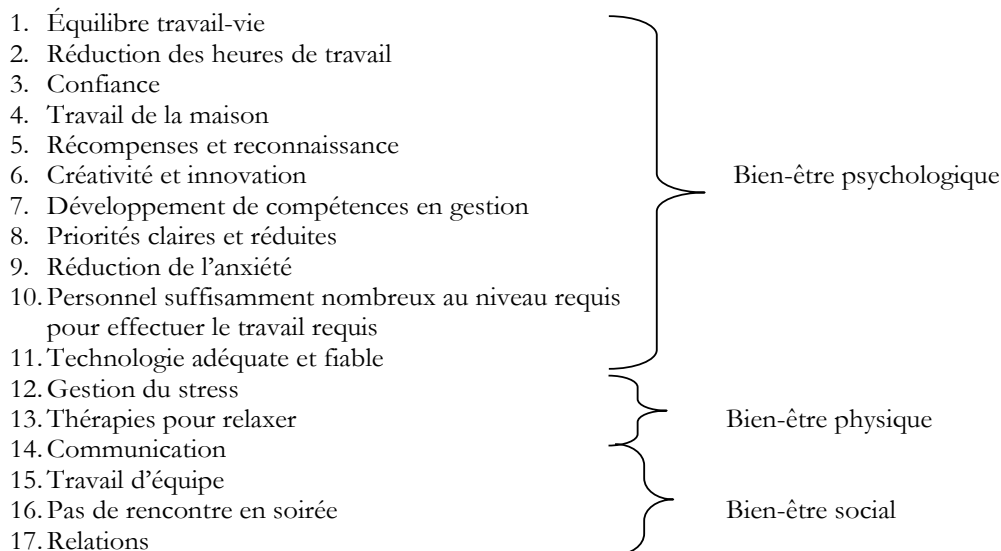 1. Équilibre travail-vie
2. Réduction des heures de travail
3. Confiance
4. Travail de la maison
5. Récompenses et reconnaissance
6. Créativité et innovation
Bien-être psychologique
7. Développement de compétences en gestion
8. Priorités claires et réduites
9. Réduction de l’anxiété
10. Personnel suffisamment nombreux au niveau requis
pour effectuer le travail requis
11. Technologie adéquate et fiable
12. Gestion du stress
13. Thérapies pour relaxer
Bien-être physique
14. Communication
15. Travail d’équipe
16. Pas de rencontre en soirée
Bien-être social
17. Relations